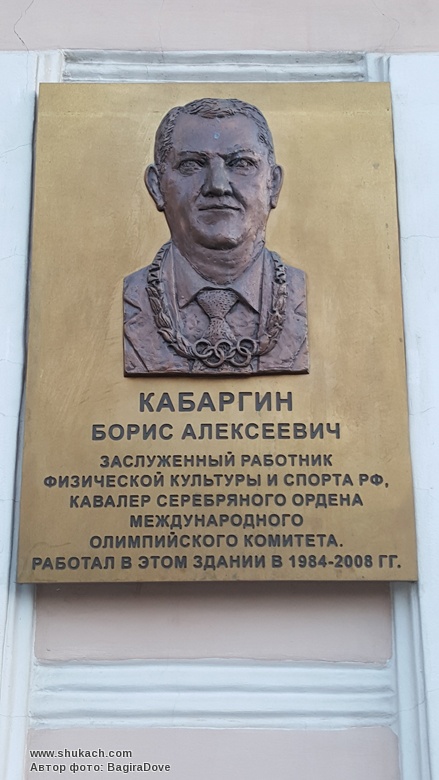 КАБАРГИН
БОРИС АЛЕКСЕЕВИЧ
ЗАСЛУЖЕННЫЙ РАБОТНИК
ФИЗИЧЕСКОЙ КУЛЬТУРЫ И СПОРТА РФ,
КАВАЛЕР СЕРЕБРЯНОГО ОРДЕНА
МЕЖДУНАРОДНОГО
ОЛИМПИЙСКОГО КОМИТЕТА.
РАБОТАЛ В ЭТОМ ЗДАНИИ В 1984-2008 ГГ.
www.shukach.com
Автор фото: BagiraDove